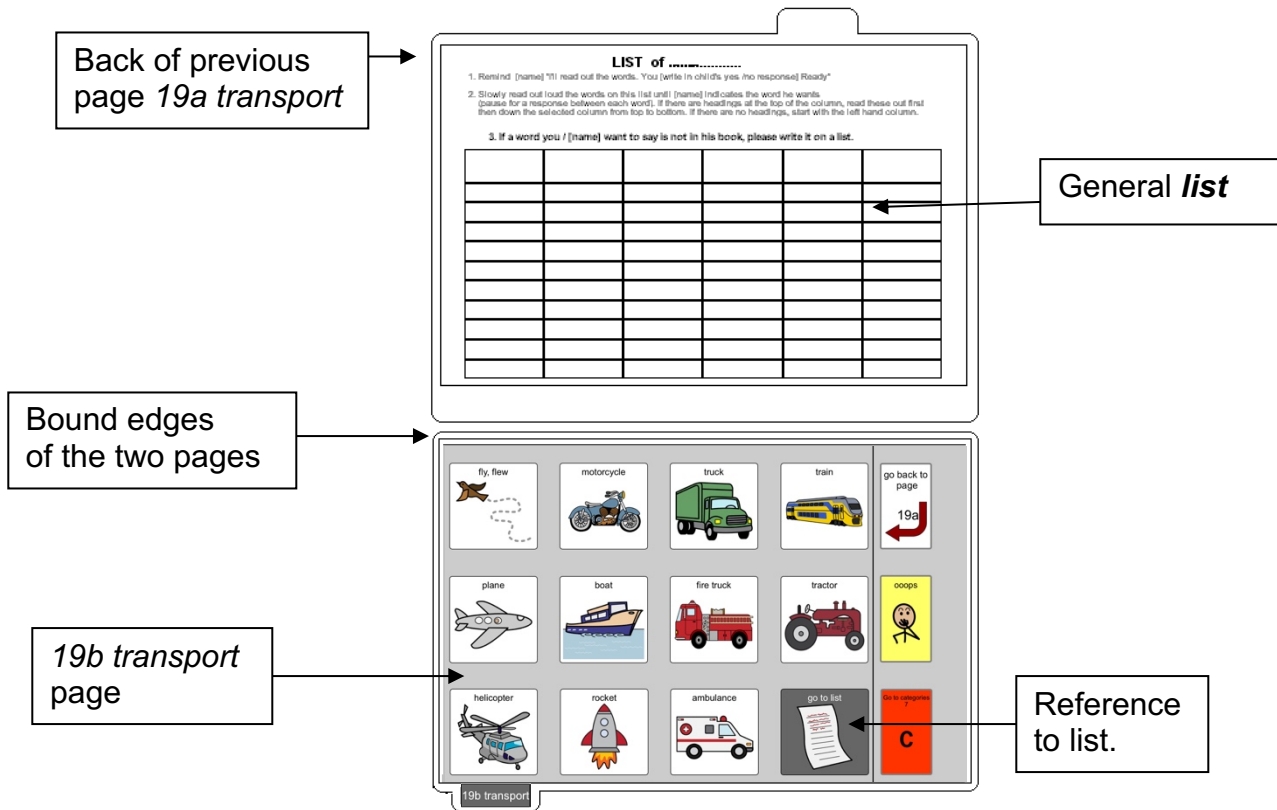 Back of previous
page 19a transport
LIST of ......................
1. Remind [name] "I'll read out the words. You [write in child's yes /no response] Ready"
2. Slowly read out loud the words on this list until [name] indicates the word he wants
(pause for a response between each word). If there are headings at the top of the column, read these out first
then down the selected column from top to bottom. If there are no headings, start with the left hand column.
3. If a word you / [name] want to say is not in his book, please write it on a list.
General list
Bound edges
of the two pages
fly, flew
motorcycle
truck
train
go back to
page
19a
plane
boat
fire truck
tractor
ooops
19b transport
page
helicopter
rocket
ambulance
go to list
Go to categories
?
C
Reference
to list.
19b transport